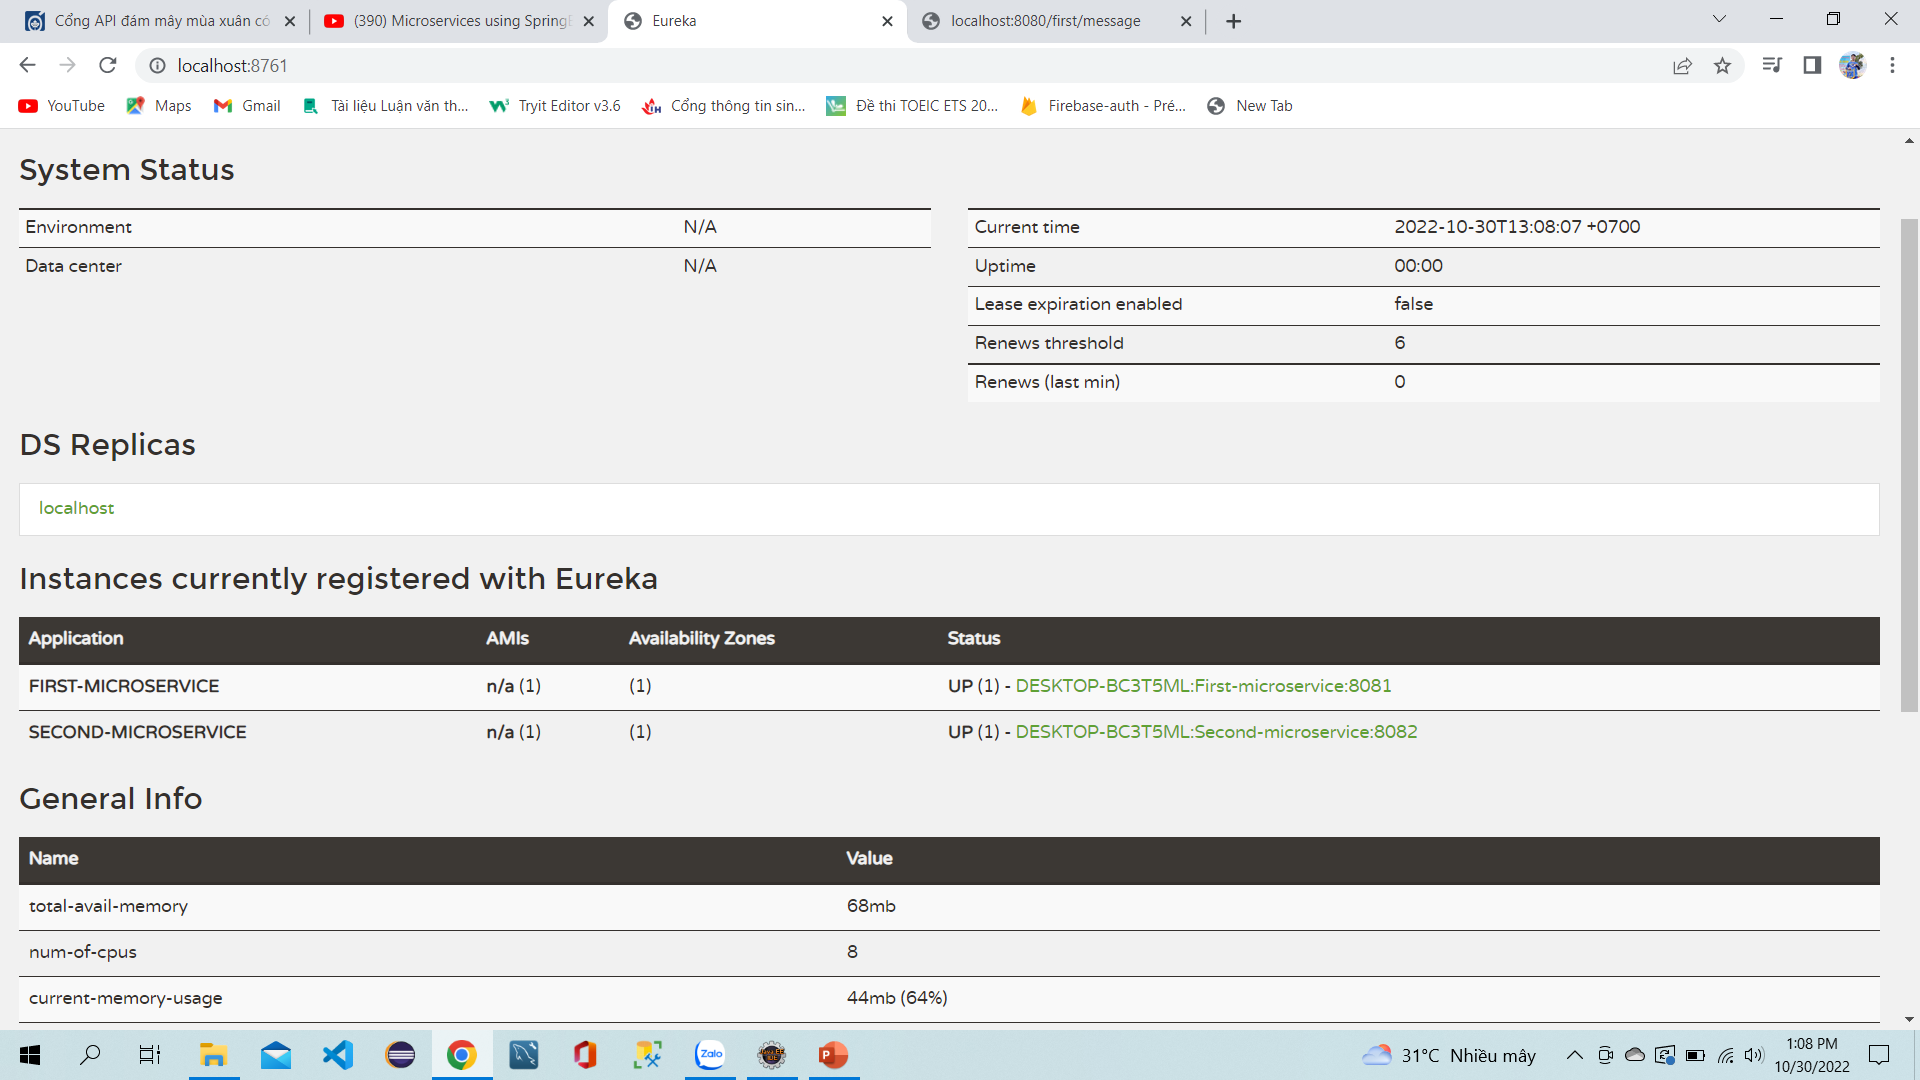 Cổng API đám mây mùa xuân có
(390) Microservices using Spring
Eureka
localhost:8080/first/message
localhost:8761
YouTube
Maps
Gmail
Tài liệu Luận văn th...
Tryit Editor v3.6
Cổng thông tin sin...
Đề thi TOEIC ETS 20...
Firebase-auth - Pré...
New Tab
System Status
Environment N/A
Data center N/A
Current time 2022-10-30T13:08:07 +0700
Uptime 00:00
Lease expiration enabled false
Renews threshold 6
Renews (last min) 0
DS Replicas
localhost
Instances currently registered with Eureka
Application AMIs Availability Zones Status
FIRST-MICROSERVICE n/a (1) (1) UP (1) - DESKTOP-BC3T5ML:First-microservice:8081
SECOND-MICROSERVICE n/a (1) (1) UP (1) - DESKTOP-BC3T5ML:Second-microservice:8082
General Info
Name Value
total-avail-memory 68mb
num-of-cpus 8
current-memory-usage 44mb (64%)
Zalo
31°C Nhiều mây
1:08 PM
10/30/2022